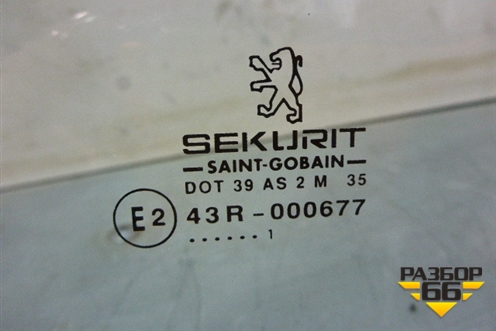 SEKURIT
SAINT-GOBAIN
DOT 39 AS 2 M 35
E2 43R-000677
...... 1
РАЗБОР
66